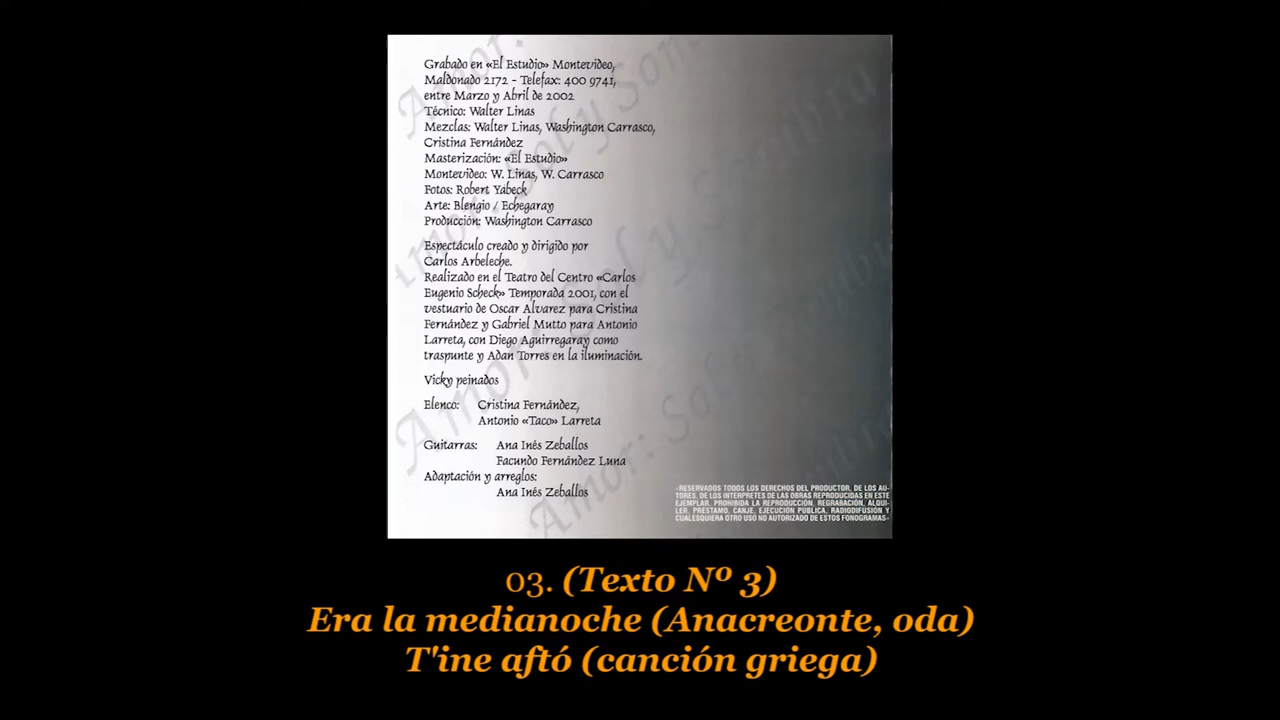 Grabado en «El Estudio» Montevideo,
Maldonado 2172 - Telefax: 400 9741,
entre Marzo y Abril de 2002
Técnico: Walter Linas
Mezclas: Walter Linas, Washington Carrasco,
Cristina Fernández
Masterización: «El Estudio»
Montevideo: W. Linas, W. Carrasco
Fotos: Robert Yabeck
Arte: Blengio / Echegaray
Producción: Washington Carrasco
Espectáculo creado y dirigido por
Carlos Arbeleche.
Realizado en el Teatro del Centro «Carlos
Eugenio Scheck» Temporada 2001, con el
vestuario de Oscar Alvarez para Cristina
Fernández y Gabriel Mutto para Antonio
Larreta, con Diego Aguirregaray como
traspunte y Adan Torres en la iluminación.
Vicky peinados
Elenco: Cristina Fernández,
Antonio «Taco» Larreta
Guitarras: Ana Inés Zeballos
Facundo Fernández Luna
Adaptación y arreglos:
Ana Inés Zeballos
-RESERVADOS TODOS LOS DERECHOS DEL PRODUCTOR, DE LOS AU-
TORES, DE LOS INTERPRETES DE LAS OBRAS REPRODUCIDAS EN ESTE
EJEMPLAR. PROHIBIDA LA REPRODUCCIÓN, REGRABACIÓN, ALQUI-
LER, PRESTAMO, CANJE, EJECUCIÓN PUBLICA, RADIODIFUSIÓN Y
CUALESQUIERA OTRO USO NO AUTORIZADO DE ESTOS FONOGRAMAS-
Amor: Sol y Sombra
03. (Texto Nº 3)
Era la medianoche (Anacreonte, oda)
T'ine aftó (canción griega)